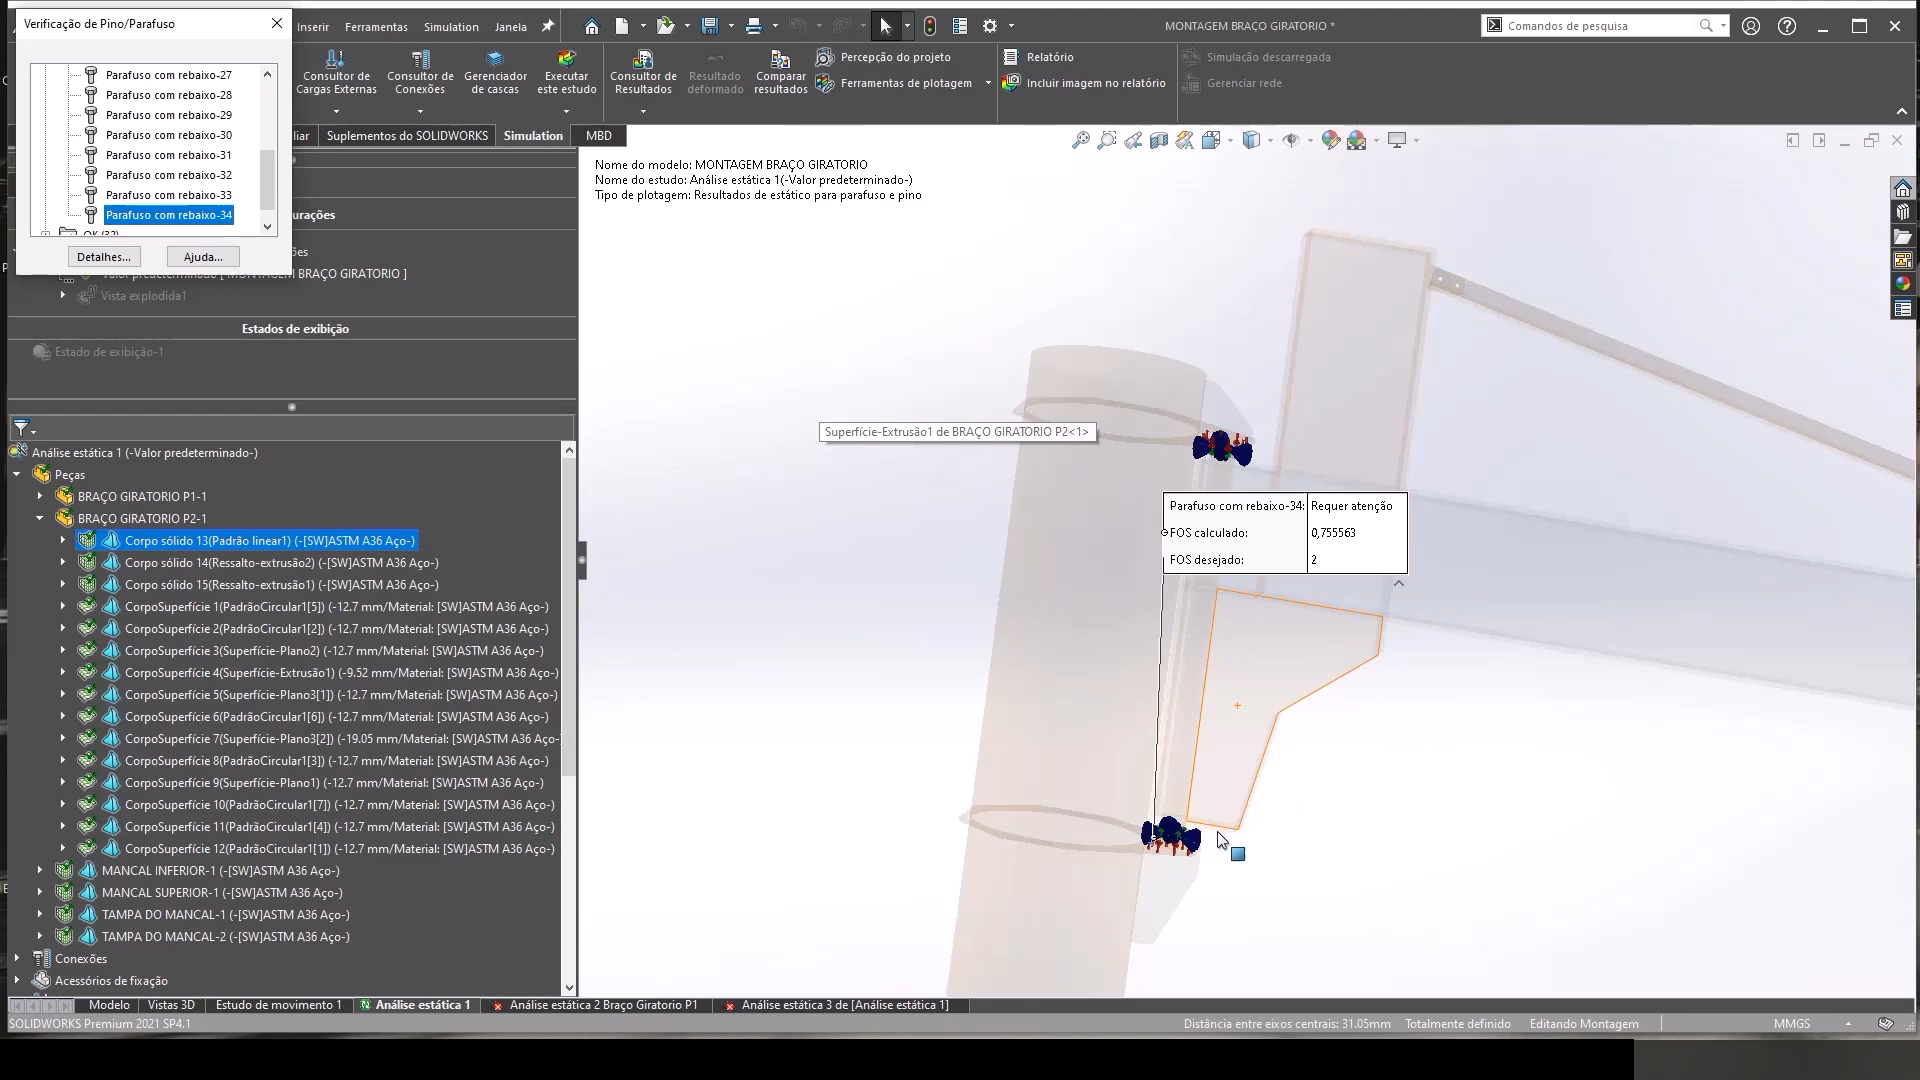 Verificação de Pino/Parafuso
Inserir Ferramentas Simulation Janela
MONTAGEM BRAÇO GIRATORIO *
Comandos de pesquisa
Consultor de Cargas Externas
Consultor de Conexões
Gerenciador de cascas
Executar este estudo
Consultor de Resultados
Resultado deformado
Comparar resultados
Percepção do projeto
Ferramentas de plotagem
Relatório
Incluir imagem no relatório
Simulação descarregada
Gerenciar rede
Parafuso com rebaixo-27
Parafuso com rebaixo-28
Parafuso com rebaixo-29
Parafuso com rebaixo-30
Parafuso com rebaixo-31
Parafuso com rebaixo-32
Parafuso com rebaixo-33
Parafuso com rebaixo-34
OK (32)
Detalhes...
Ajuda...
liar Suplementos do SOLIDWORKS Simulation MBD
urações
ões
Valor predeterminado [ MONTAGEM BRAÇO GIRATORIO ]
Vista explodida1
Estados de exibição
Estado de exibição-1
Análise estática 1 (-Valor predeterminado-)
Peças
BRAÇO GIRATORIO P1-1
BRAÇO GIRATORIO P2-1
Corpo sólido 13(Padrão linear1) (-[SW]ASTM A36 Aço-)
Corpo sólido 14(Ressalto-extrusão2) (-[SW]ASTM A36 Aço-)
Corpo sólido 15(Ressalto-extrusão1) (-[SW]ASTM A36 Aço-)
CorpoSuperfície 1(PadrãoCircular1[5]) (-12.7 mm/Material: [SW]ASTM A36 Aço-)
CorpoSuperfície 2(PadrãoCircular1[2]) (-12.7 mm/Material: [SW]ASTM A36 Aço-)
CorpoSuperfície 3(Superfície-Plano2) (-12.7 mm/Material: [SW]ASTM A36 Aço-)
CorpoSuperfície 4(Superfície-Extrusão1) (-9.52 mm/Material: [SW]ASTM A36 Aço-)
CorpoSuperfície 5(Superfície-Plano3[1]) (-12.7 mm/Material: [SW]ASTM A36 Aço-)
CorpoSuperfície 6(PadrãoCircular1[6]) (-12.7 mm/Material: [SW]ASTM A36 Aço-)
CorpoSuperfície 7(Superfície-Plano3[2]) (-19.05 mm/Material: [SW]ASTM A36 Aço-
CorpoSuperfície 8(PadrãoCircular1[3]) (-12.7 mm/Material: [SW]ASTM A36 Aço-)
CorpoSuperfície 9(Superfície-Plano1) (-12.7 mm/Material: [SW]ASTM A36 Aço-)
CorpoSuperfície 10(PadrãoCircular1[7]) (-12.7 mm/Material: [SW]ASTM A36 Aço-)
CorpoSuperfície 11(PadrãoCircular1[4]) (-12.7 mm/Material: [SW]ASTM A36 Aço-)
CorpoSuperfície 12(PadrãoCircular1[1]) (-12.7 mm/Material: [SW]ASTM A36 Aço-)
MANCAL INFERIOR-1 (-[SW]ASTM A36 Aço-)
MANCAL SUPERIOR-1 (-[SW]ASTM A36 Aço-)
TAMPA DO MANCAL-1 (-[SW]ASTM A36 Aço-)
TAMPA DO MANCAL-2 (-[SW]ASTM A36 Aço-)
Conexões
Acessórios de fixação
Nome do modelo: MONTAGEM BRAÇO GIRATORIO
Nome do estudo: Análise estática 1(-Valor predeterminado-)
Tipo de plotagem: Resultados de estático para parafuso e pino
Superfície-Extrusão1 de BRAÇO GIRATORIO P2<1>
Parafuso com rebaixo-34: Requer atenção
FOS calculado: 0,755563
FOS desejado: 2
Modelo Vistas 3D Estudo de movimento 1 Análise estática 1 Análise estática 2 Braço Giratorio P1 Análise estática 3 de [Análise estática 1]
SOLIDWORKS Premium 2021 SP4.1 Distância entre eixos centrais: 31.05mm Totalmente definido Editando Montagem MMGS